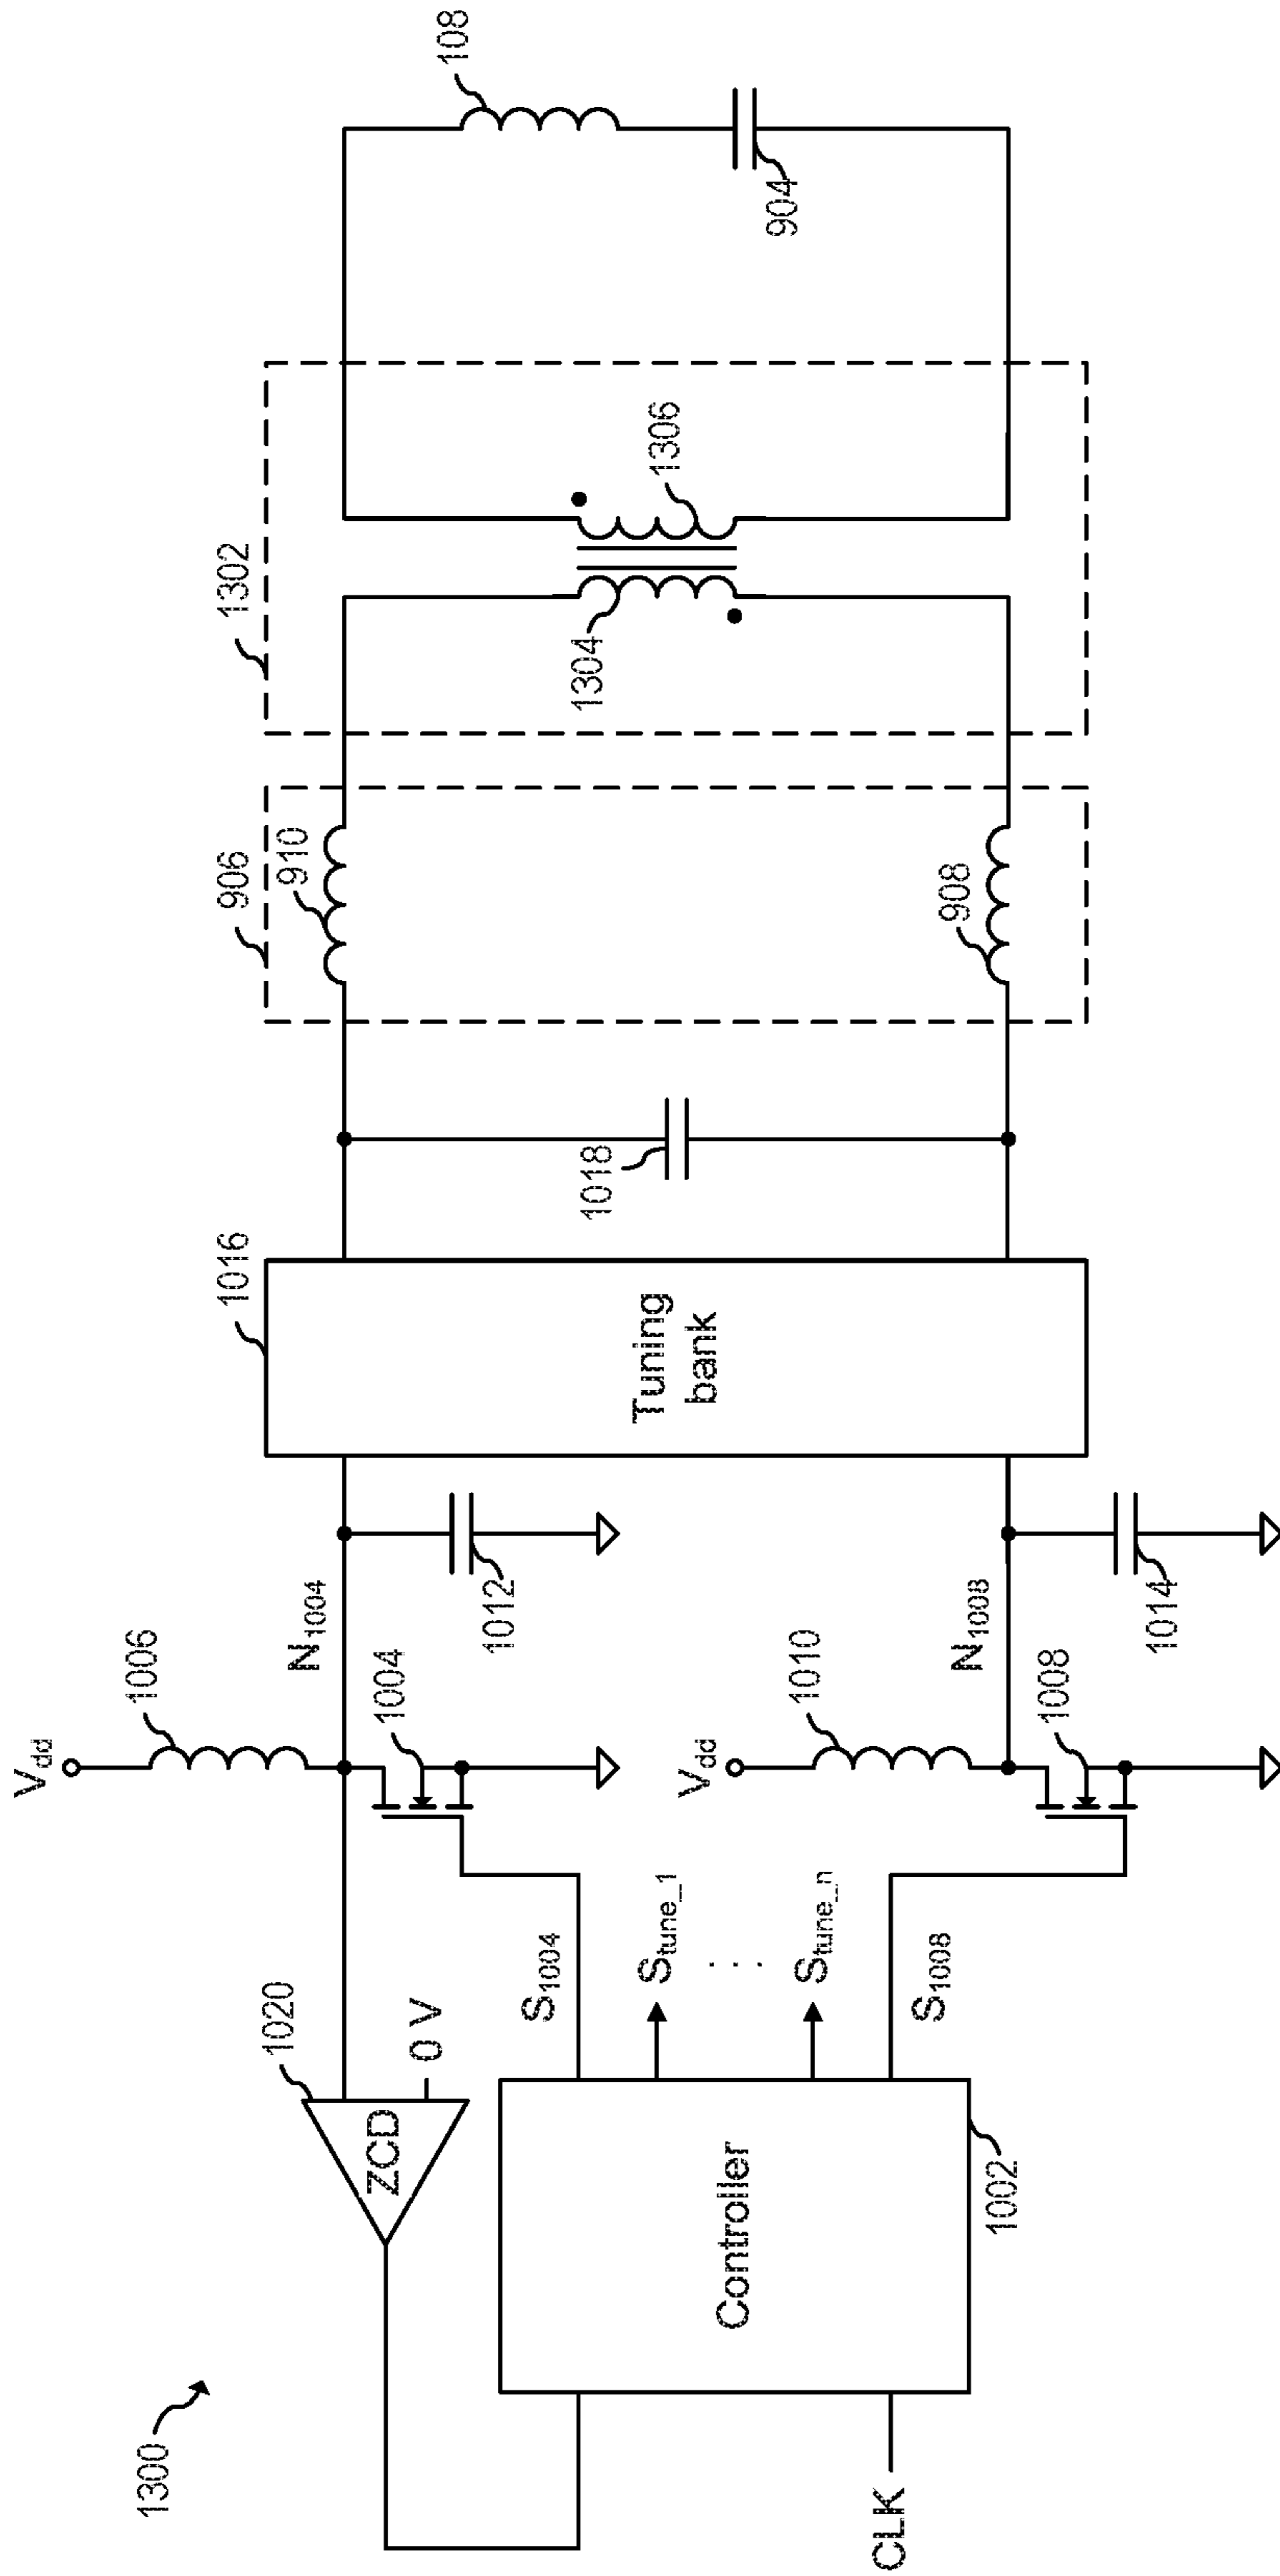 1300
CLK
ZCD
1020
0 V
Controller
1002
S1004
Stune_1
. . .
Stune_n
S1008
Vdd
1006
N1004
1004
1012
Vdd
1010
N1008
1008
1014
1016
Tuning
bank
1018
906
910
908
1302
1304
1306
108
904